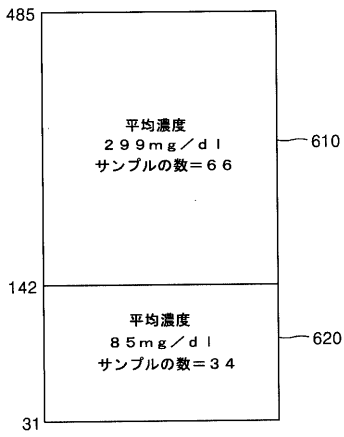 485
平均濃度
299mg/dl
サンプルの数=66
610
142
平均濃度
85mg/dl
サンプルの数=34
620
31